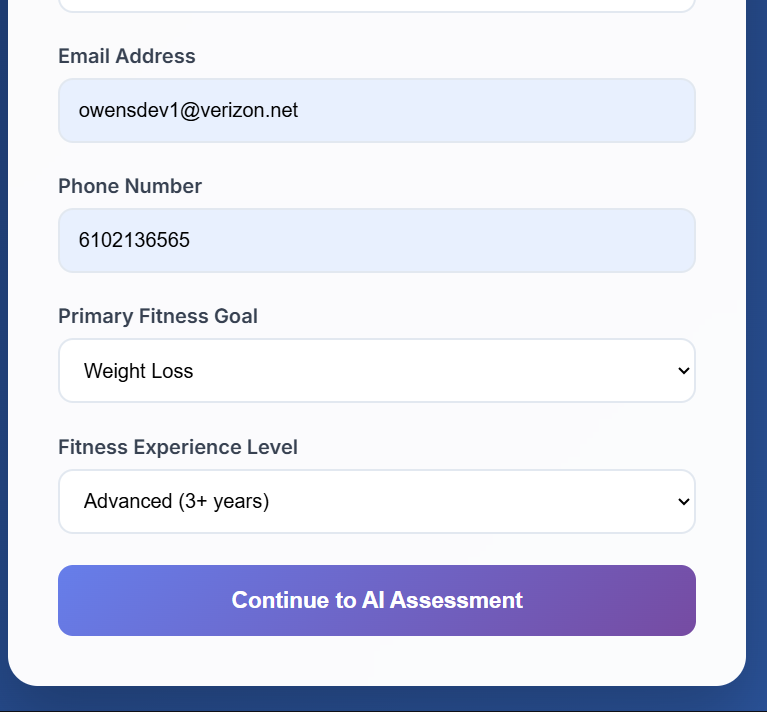 Email Address
owensdev1@verizon.net
Phone Number
6102136565
Primary Fitness Goal
Weight Loss
Fitness Experience Level
Advanced (3+ years)
Continue to AI Assessment